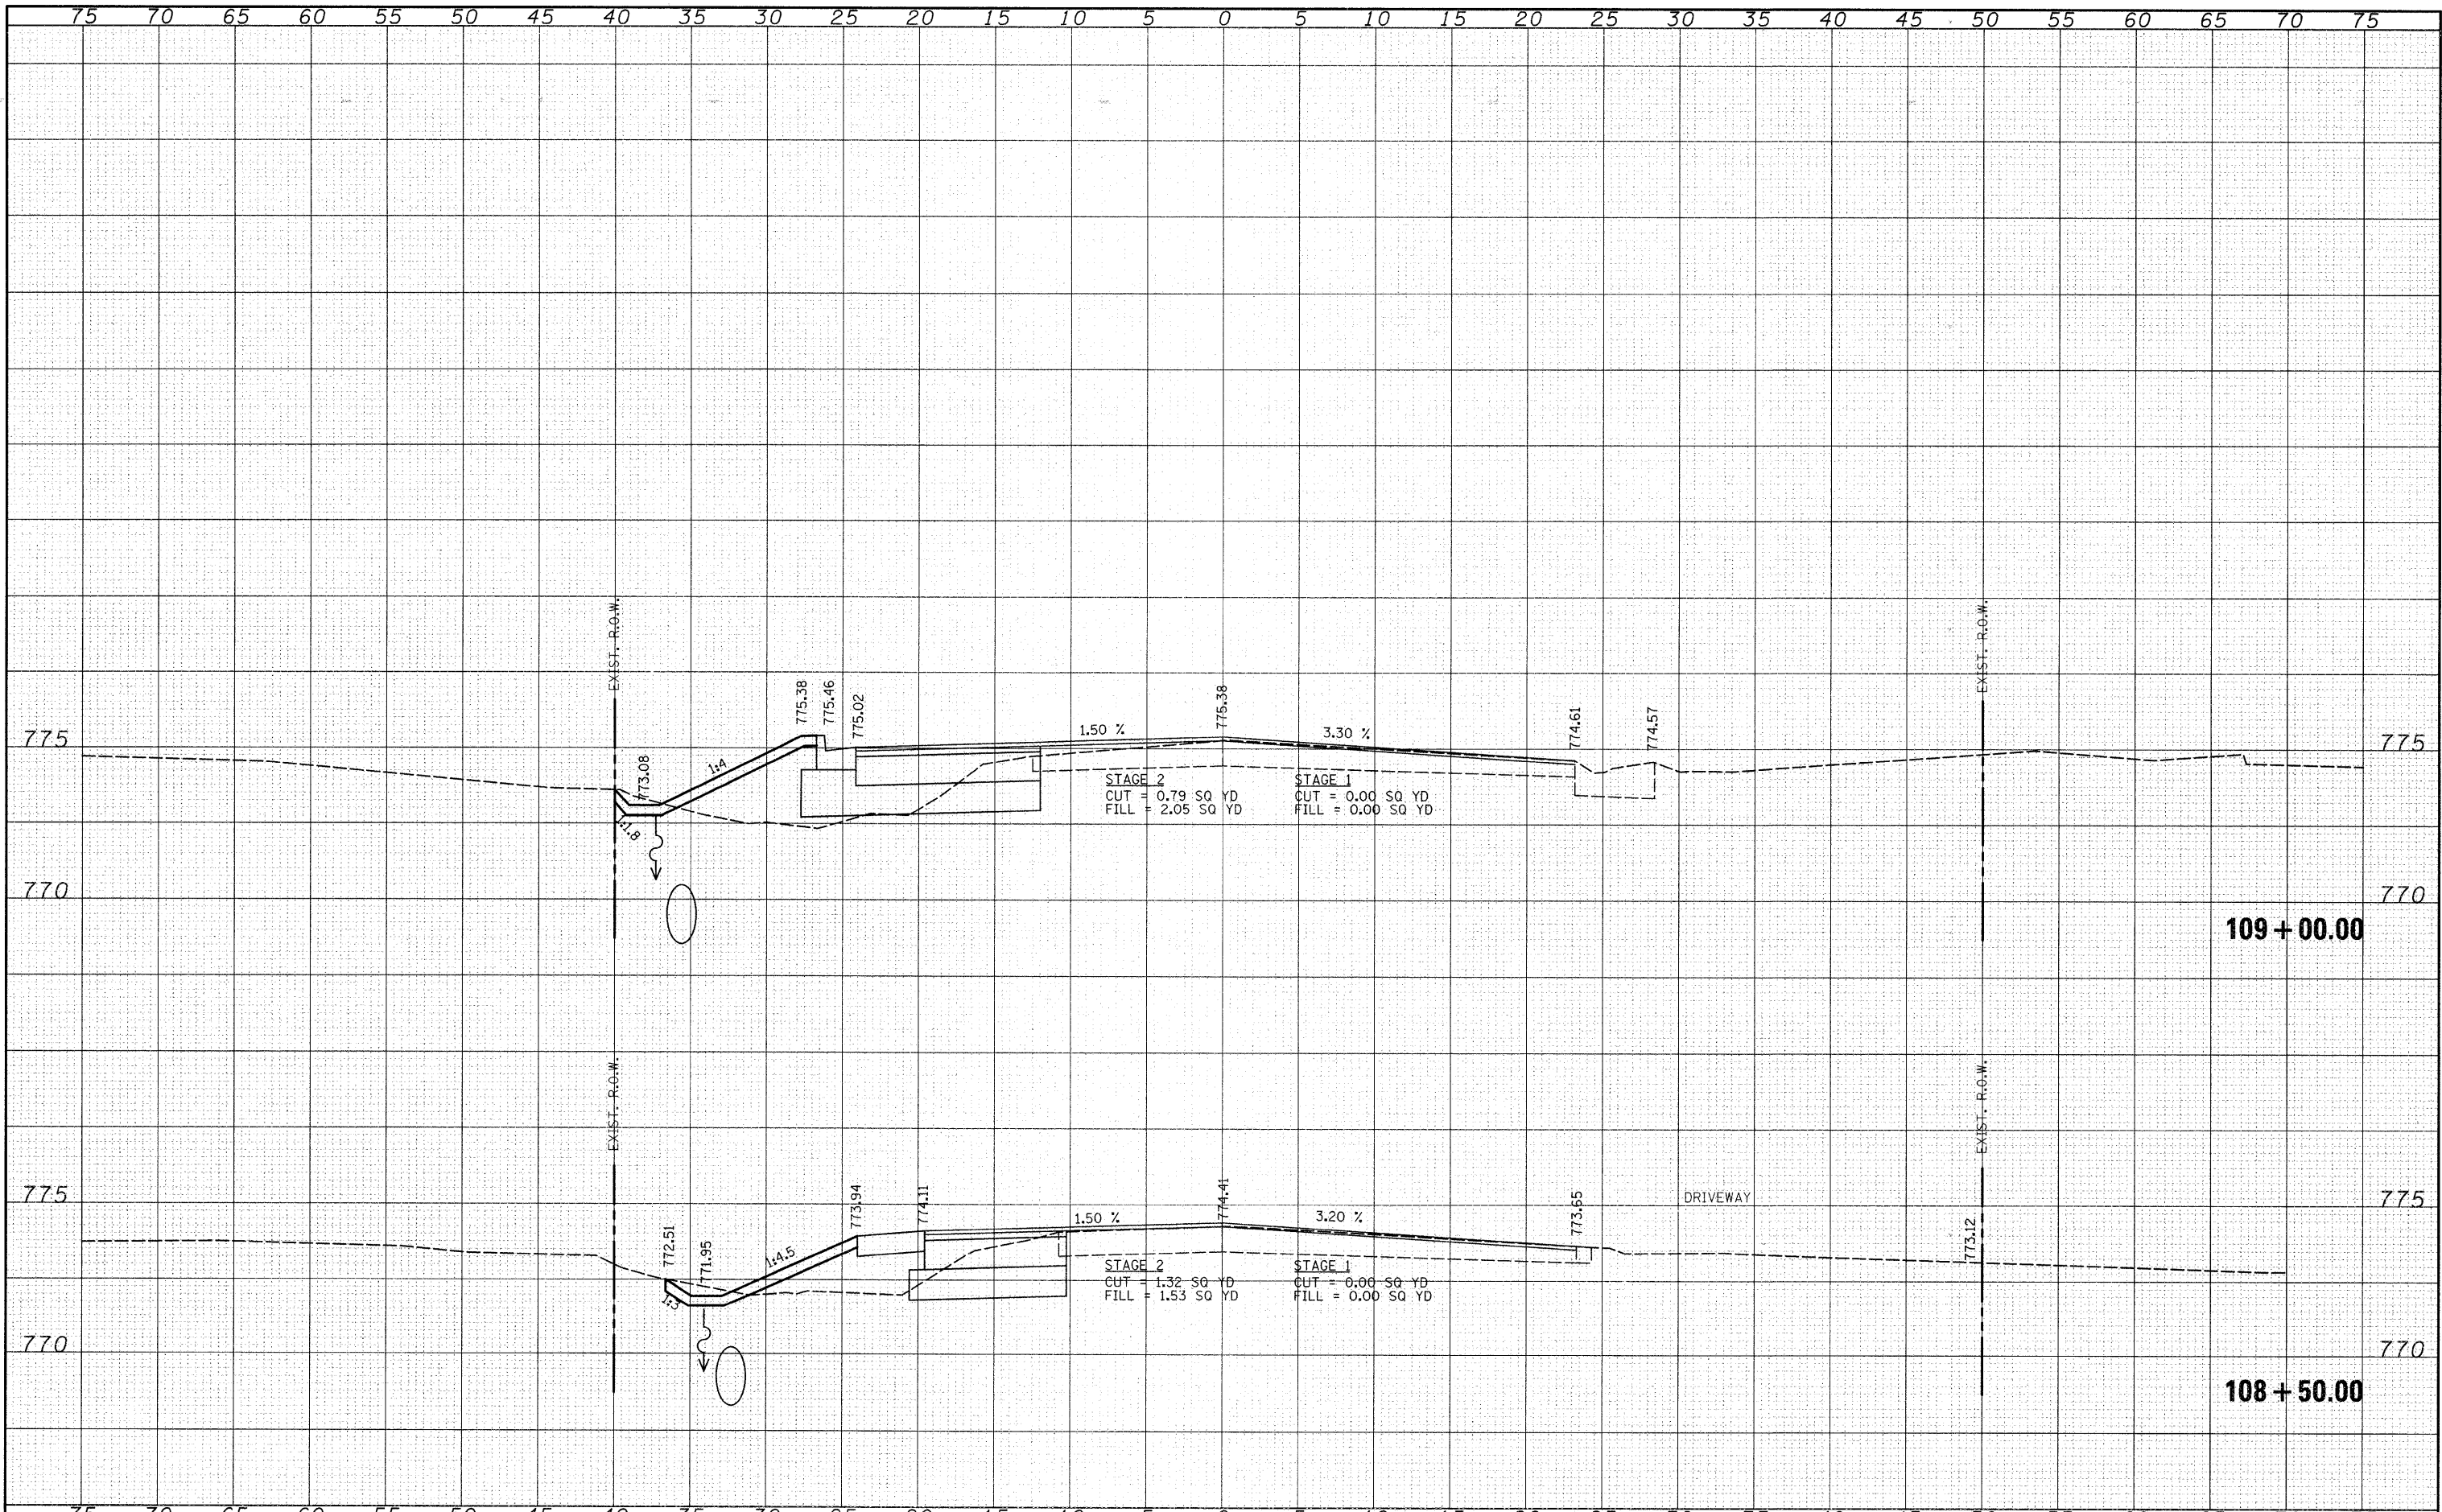 75 70 65 60 55 50 45 40 35 30 25 20 15 10 5 0 5 10 15 20 25 30 35 40 45 50 55 60 65 70 75
EXIST. R.O.W.
EXIST. R.O.W.
775.38
775.46
775.02
775.38
774.61
774.57
775
1.50 %
3.30 %
775
773.08
1:4
STAGE 2
CUT = 0.79 SQ YD
FILL = 2.05 SQ YD
STAGE 1
CUT = 0.00 SQ YD
FILL = 0.00 SQ YD
1:1.8
770
770
109+00.00
EXIST. R.O.W.
EXIST. R.O.W.
775
773.94
774.11
774.41
773.65
DRIVEWAY
775
772.51
771.95
1:4.5
1.50 %
3.20 %
773.12
STAGE 2
CUT = 1.32 SQ YD
FILL = 1.53 SQ YD
STAGE 1
CUT = 0.00 SQ YD
FILL = 0.00 SQ YD
1:3
770
770
108+50.00